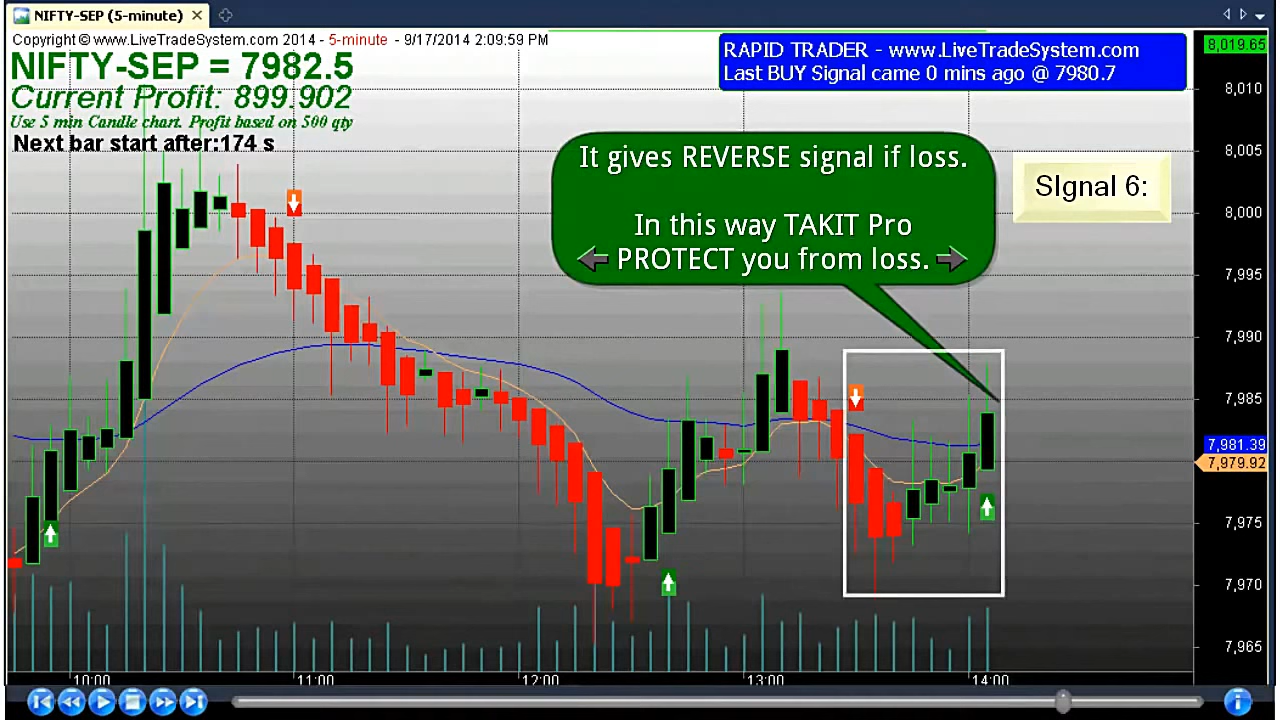 NIFTY-SEP (5-minute)
Copyright © www.LiveTradeSystem.com 2014 - 5-minute - 9/17/2014 2:09:59 PM
NIFTY-SEP = 7982.5
Current Profit: 899.902
Use 5 min Candle chart. Profit based on 500 qty
Next bar start after:174 s
RAPID TRADER - www.LiveTradeSystem.com
Last BUY Signal came 0 mins ago @ 7980.7
It gives REVERSE signal if loss.
In this way TAKIT Pro
PROTECT you from loss.
SIgnal 6:
8,019.65
8,010
8,005
8,000
7,995
7,990
7,985
7,981.39
7,979.92
7,975
7,970
7,965
10:00 11:00 12:00 13:00 14:00